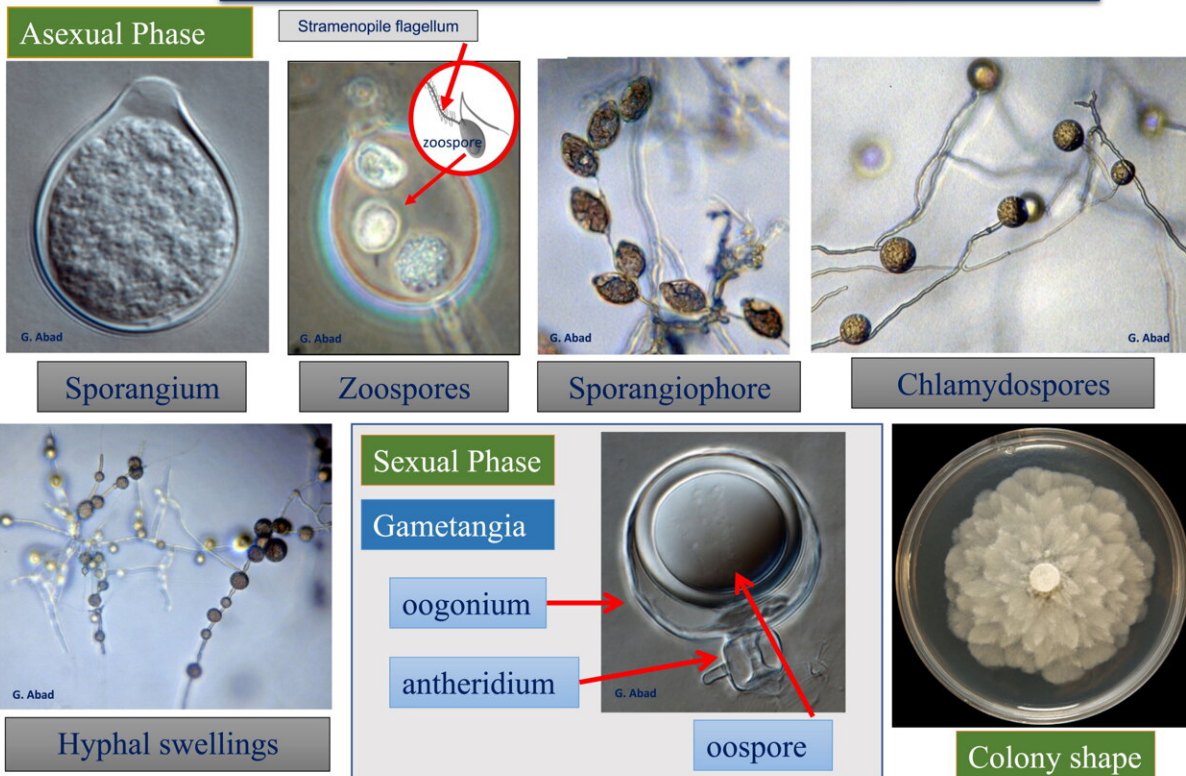 Asexual Phase
Stramenopile flagellum
zoospore
G. Abad
G. Abad
G. Abad
G. Abad
Sporangium
Zoospores
Sporangiophore
Chlamydospores
G. Abad
Hyphal swellings
Sexual Phase
Gametangia
oogonium
antheridium
G. Abad
oospore
Colony shape